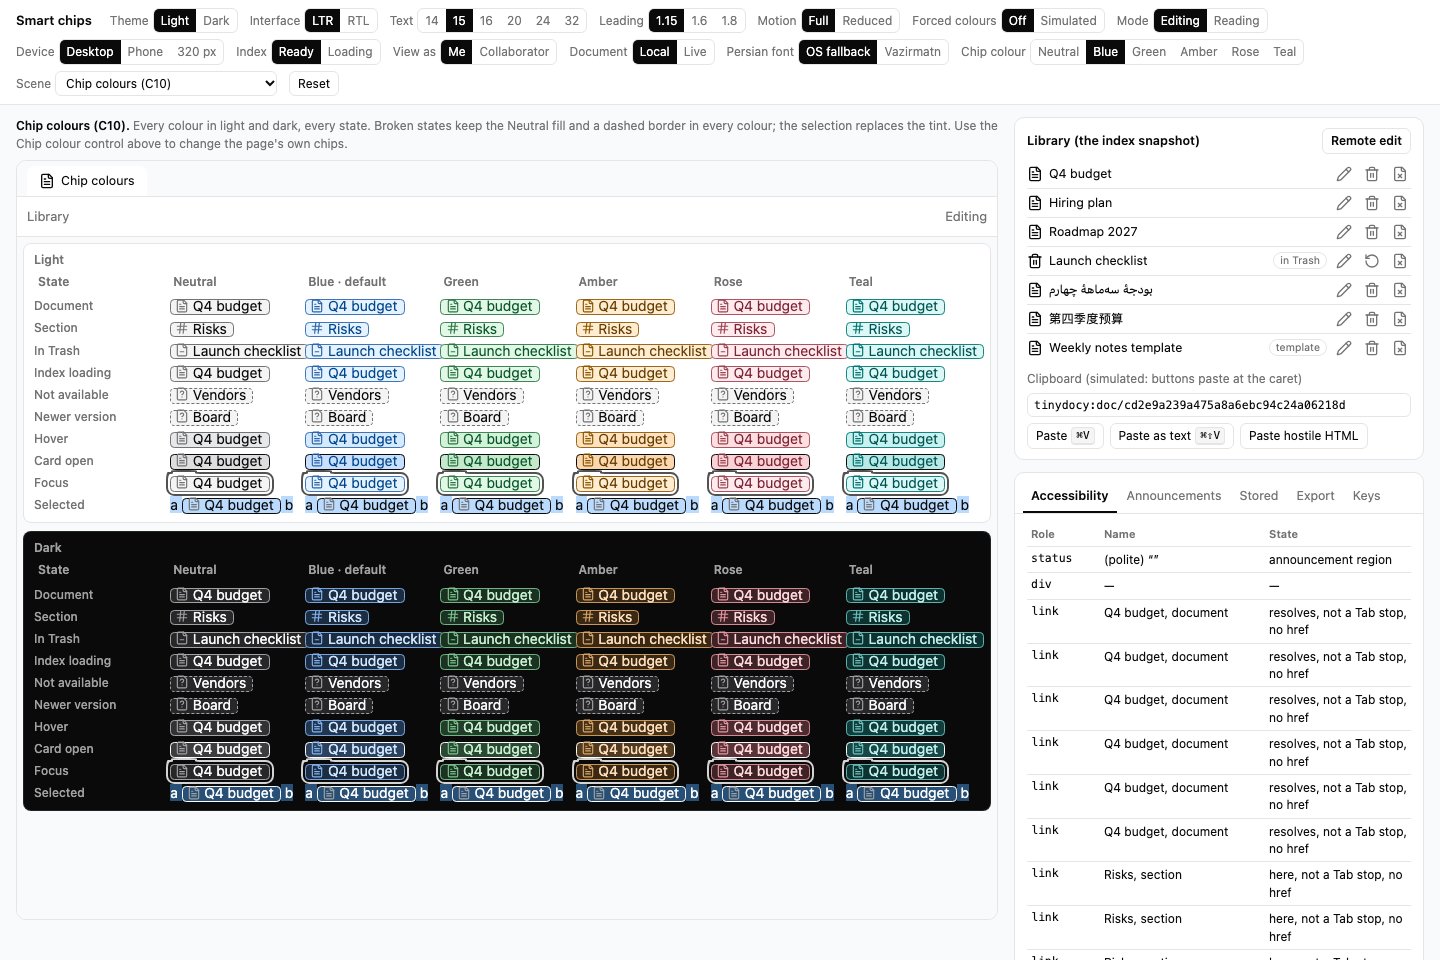 Smart chips Theme Light Dark Interface LTR RTL Text 14 15 16 20 24 32 Leading 1.15 1.6 1.8 Motion Full Reduced Forced colours Off Simulated Mode Editing Reading
Device Desktop Phone 320 px Index Ready Loading View as Me Collaborator Document Local Live Persian font OS fallback Vazirmatn Chip colour Neutral Blue Green Amber Rose Teal
Scene Chip colours (C10) Reset
Chip colours (C10). Every colour in light and dark, every state. Broken states keep the Neutral fill and a dashed border in every colour; the selection replaces the tint. Use the
Chip colour control above to change the page's own chips.
Chip colours
Library Editing
Light
State Neutral Blue · default Green Amber Rose Teal
Document Q4 budget Q4 budget Q4 budget Q4 budget Q4 budget Q4 budget
Section # Risks # Risks # Risks # Risks # Risks # Risks
In Trash Launch checklist Launch checklist Launch checklist Launch checklist Launch checklist Launch checklist
Index loading Q4 budget Q4 budget Q4 budget Q4 budget Q4 budget Q4 budget
Not available Vendors Vendors Vendors Vendors Vendors Vendors
Newer version Board Board Board Board Board Board
Hover Q4 budget Q4 budget Q4 budget Q4 budget Q4 budget Q4 budget
Card open Q4 budget Q4 budget Q4 budget Q4 budget Q4 budget Q4 budget
Focus Q4 budget Q4 budget Q4 budget Q4 budget Q4 budget Q4 budget
Selected a Q4 budget b a Q4 budget b a Q4 budget b a Q4 budget b a Q4 budget b a Q4 budget b
Dark
State Neutral Blue · default Green Amber Rose Teal
Document Q4 budget Q4 budget Q4 budget Q4 budget Q4 budget Q4 budget
Section # Risks # Risks # Risks # Risks # Risks # Risks
In Trash Launch checklist Launch checklist Launch checklist Launch checklist Launch checklist Launch checklist
Index loading Q4 budget Q4 budget Q4 budget Q4 budget Q4 budget Q4 budget
Not available Vendors Vendors Vendors Vendors Vendors Vendors
Newer version Board Board Board Board Board Board
Hover Q4 budget Q4 budget Q4 budget Q4 budget Q4 budget Q4 budget
Card open Q4 budget Q4 budget Q4 budget Q4 budget Q4 budget Q4 budget
Focus Q4 budget Q4 budget Q4 budget Q4 budget Q4 budget Q4 budget
Selected a Q4 budget b a Q4 budget b a Q4 budget b a Q4 budget b a Q4 budget b a Q4 budget b
Library (the index snapshot) Remote edit
Q4 budget
Hiring plan
Roadmap 2027
Launch checklist in Trash
بودجهٔ سه‌ماههٔ چهارم
第四季度预算
Weekly notes template template
Clipboard (simulated: buttons paste at the caret)
tinydocy:doc/cd2e9a239a475a8a6ebc94c24a06218d
Paste ⌘V Paste as text ⌘⇧V Paste hostile HTML
Accessibility Announcements Stored Export Keys
Role Name State
status (polite) “” announcement region
div — —
link Q4 budget, document resolves, not a Tab stop,
no href
link Q4 budget, document resolves, not a Tab stop,
no href
link Q4 budget, document resolves, not a Tab stop,
no href
link Q4 budget, document resolves, not a Tab stop,
no href
link Q4 budget, document resolves, not a Tab stop,
no href
link Q4 budget, document resolves, not a Tab stop,
no href
link Risks, section here, not a Tab stop, no
href
link Risks, section here, not a Tab stop, no
href